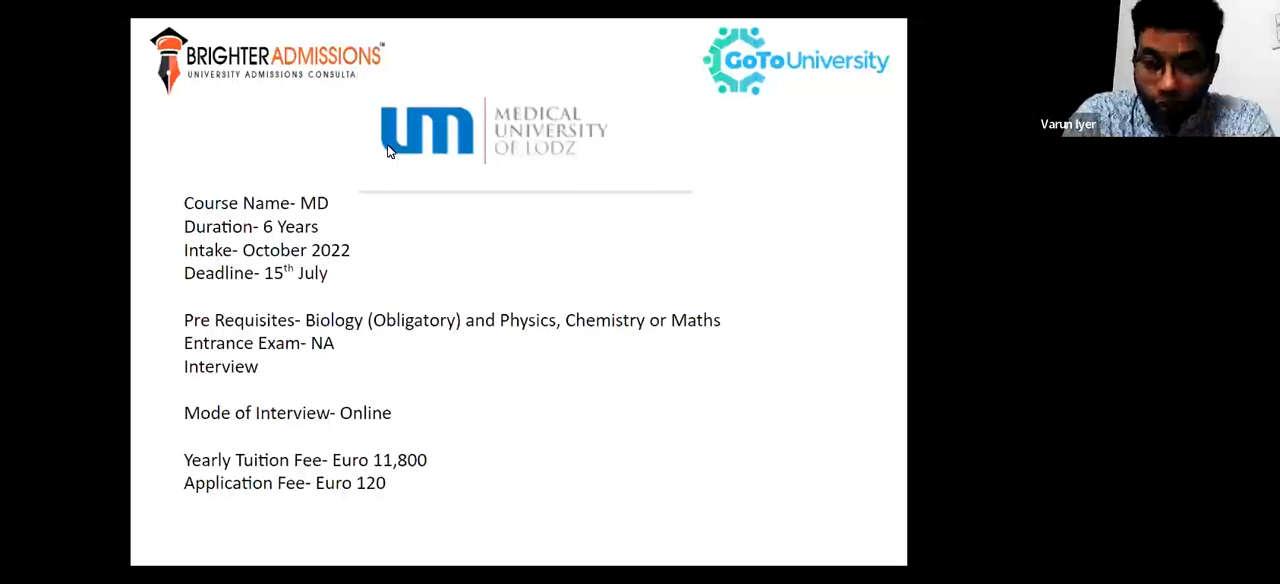 BRIGHTER ADMISSIONS™
UNIVERSITY ADMISSIONS CONSULTA
GoToUniversity
um
MEDICAL
UNIVERSITY
OF LODZ
Varun Iyer
Course Name- MD
Duration- 6 Years
Intake- October 2022
Deadline- 15th July
Pre Requisites- Biology (Obligatory) and Physics, Chemistry or Maths
Entrance Exam- NA
Interview
Mode of Interview- Online
Yearly Tuition Fee- Euro 11,800
Application Fee- Euro 120